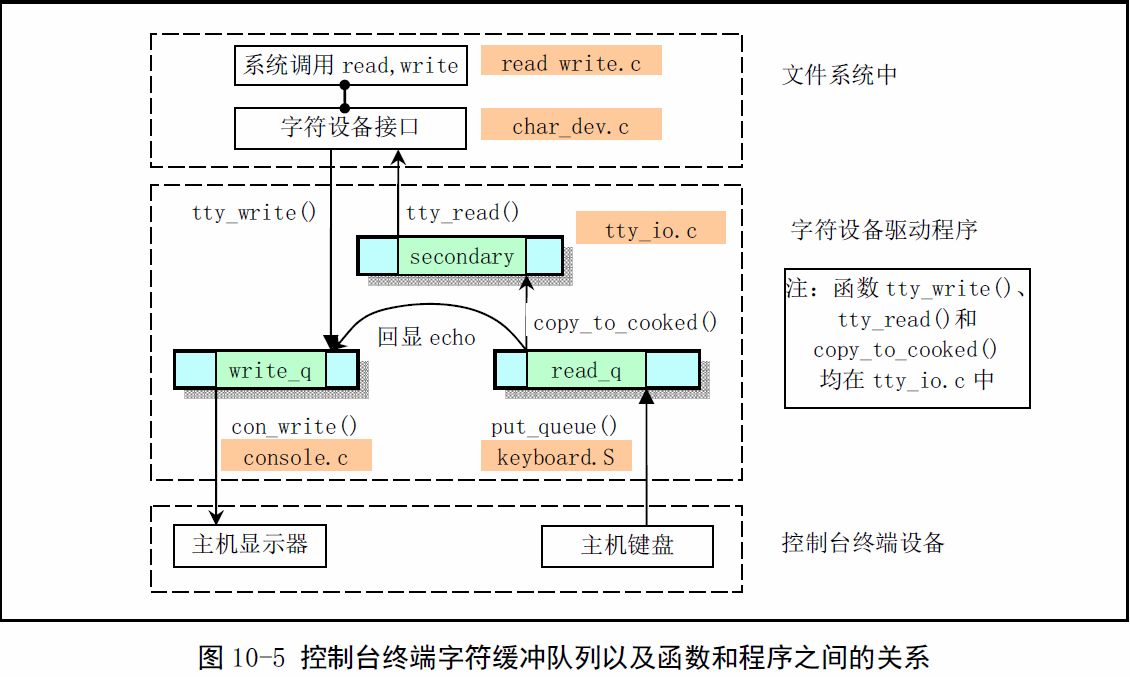 系统调用 read,write
read write.c
文件系统中
字符设备接口
char_dev.c
tty_write()
tty_read()
tty_io.c
字符设备驱动程序
secondary
注：函数 tty_write()、
tty_read()和
copy_to_cooked()
均在 tty_io.c 中
回显 echo
copy_to_cooked()
write_q
read_q
con_write()
put_queue()
console.c
keyboard.S
主机显示器
主机键盘
控制台终端设备
图 10-5 控制台终端字符缓冲队列以及函数和程序之间的关系